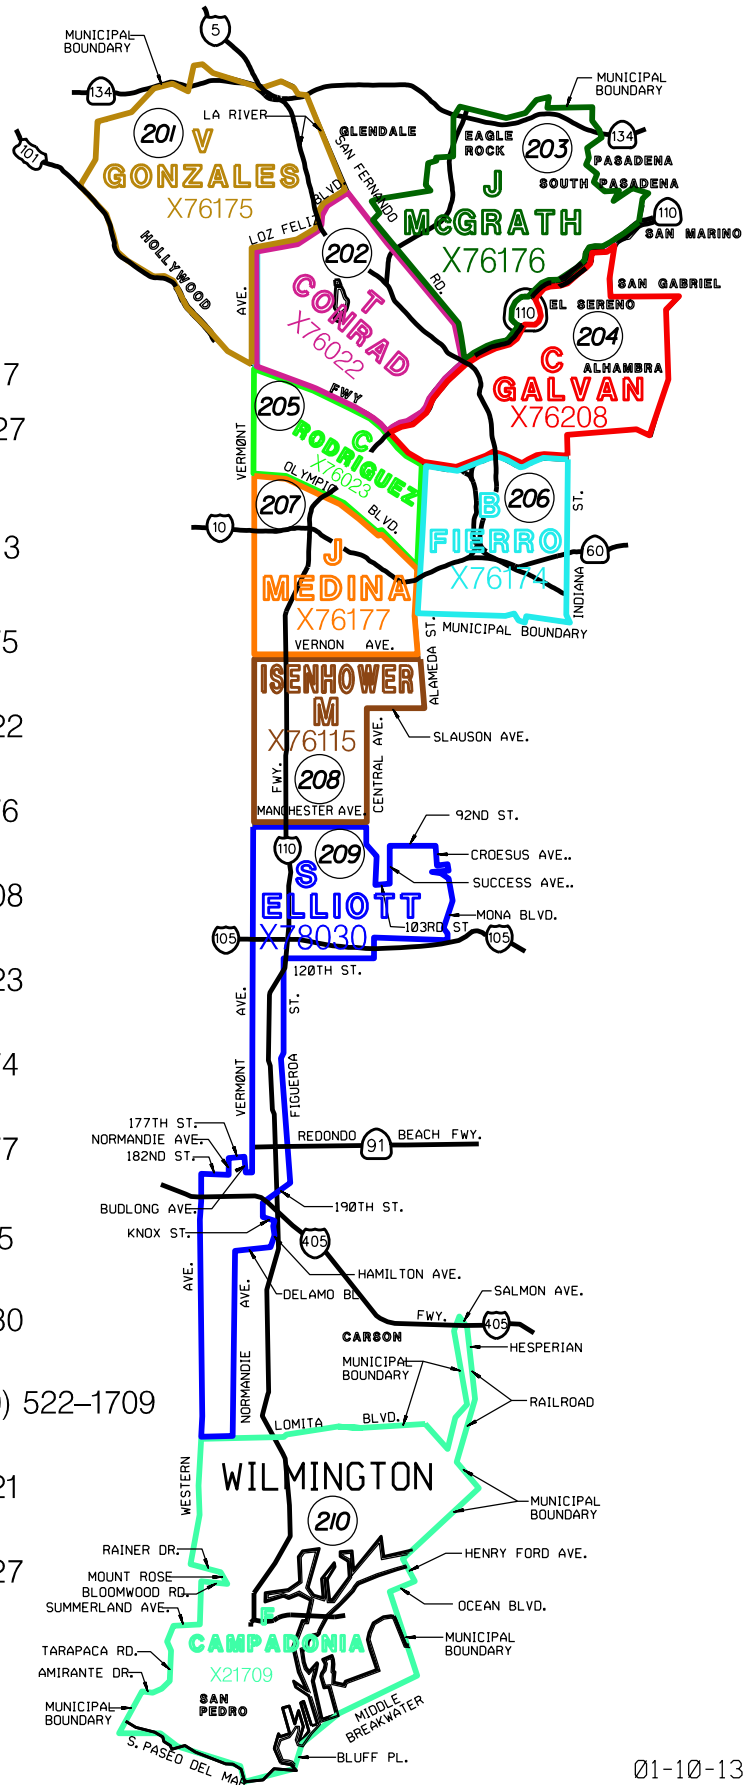 5
MUNICIPAL
BOUNDARY
134
LA RIVER
101
201
V
GONZALES
X76175
HOLLYWOOD
GLENDALE
SAN FERNANDO
RD.
LOZ FELIZ BLVD.
EAGLE
ROCK
203
MUNICIPAL
BOUNDARY
134
PASADENA
SOUTH PASADENA
J
McGRATH
X76176
110
SAN MARINO
SAN GABRIEL
202
T
CONRAD
X76022
FWY
AVE.
VERMONT
110
EL SERENO
204
ALHAMBRA
C
GALVAN
X76208
7
27
3
75
22
76
08
23
74
77
5
30
) 522–1709
21
27
205
C
RODRIGUEZ
X76023
OLYMPIC
BLVD.
207
10
J
MEDINA
X76177
VERNON AVE.
206
B
FIERRO
X76174
60
ST.
INDIANA
MUNICIPAL BOUNDARY
ALAMEDA ST.
ISENHOWER
M
X76115
208
FWY.
CENTRAL AVE.
SLAUSON AVE.
MANCHESTER AVE.
110
209
S
ELLIOTT
X78030
92ND ST.
CROESUS AVE..
SUCCESS AVE..
MONA BLVD.
103RD ST
105
105
120TH ST.
AVE.
VERMONT
ST.
FIGUEROA
REDONDO
91
BEACH FWY.
177TH ST.
NORMANDIE AVE.
182ND ST.
BUDLONG AVE.
KNOX ST.
190TH ST.
405
HAMILTON AVE.
DELAMO BL
AVE.
AVE.
NORMANDIE
WESTERN
SALMON AVE.
FWY.
405
HESPERIAN
CARSON
MUNICIPAL
BOUNDARY
RAILROAD
LOMITA BLVD.
WILMINGTON
210
MUNICIPAL
BOUNDARY
HENRY FORD AVE.
OCEAN BLVD.
MUNICIPAL
BOUNDARY
RAINER DR.
MOUNT ROSE
BLOOMWOOD RD.
SUMMERLAND AVE.
TARAPACA RD.
AMIRANTE DR.
MUNICIPAL
BOUNDARY
F
CAMPADONIA
X21709
SAN
PEDRO
MIDDLE
BREAKWATER
S. PASEO DEL MAR
BLUFF PL.
01-10-13